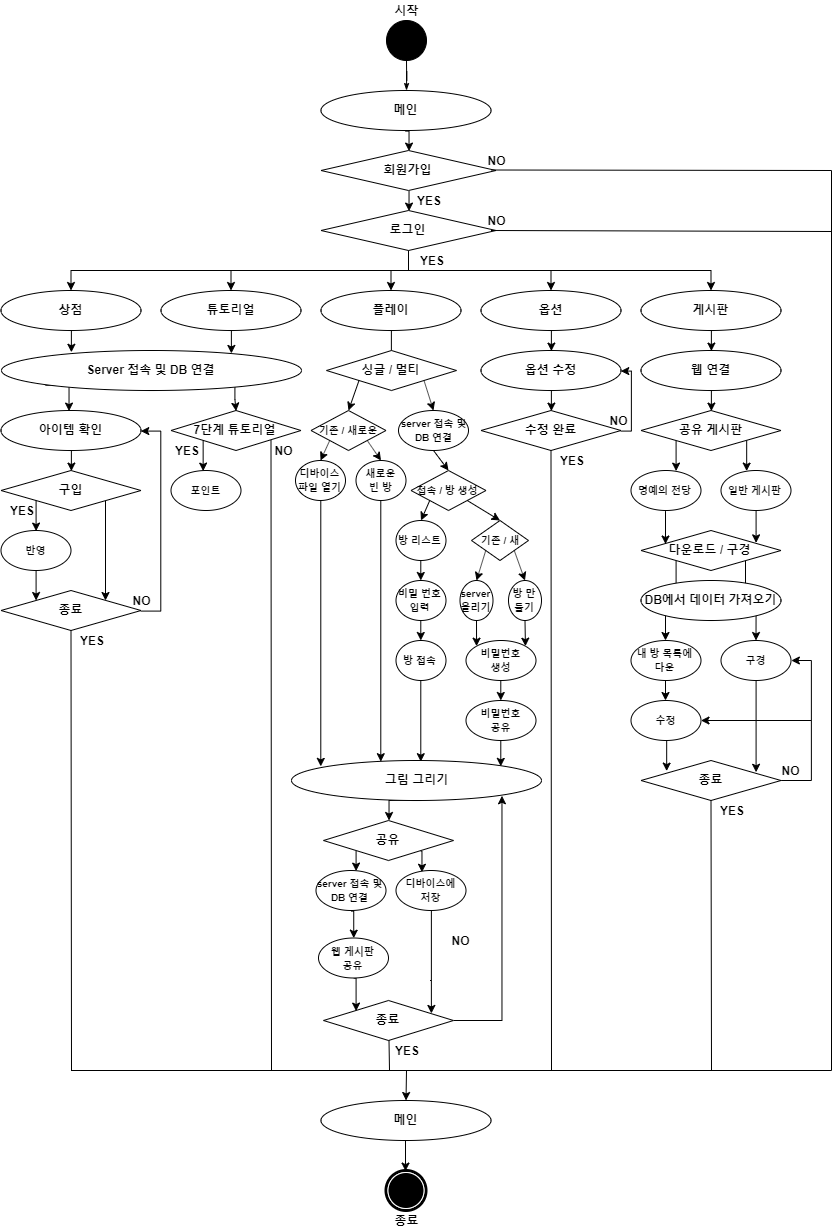 시작
메인
회원가입
NO
YES
로그인
NO
YES
상점
튜토리얼
플레이
옵션
게시판
Server 접속 및 DB 연결
싱글 / 멀티
옵션 수정
웹 연결
아이템 확인
7단계 튜토리얼
기존 / 새로운
server 접속 및
DB 연결
수정 완료
NO
공유 게시판
YES
NO
YES
구입
포인트
디바이스
파일 열기
새로운
빈 방
접속 / 방 생성
명예의 전당
일반 게시판
YES
반영
방 리스트
기존 / 새
다운로드 / 구경
종료
NO
YES
비밀 번호
입력
server
올리기
방 만
들기
DB에서 데이터 가져오기
방 접속
비밀번호
생성
내 방 목록에
다운
구경
비밀번호
공유
수정
그림 그리기
종료
NO
YES
공유
server 접속 및
DB 연결
디바이스에
저장
NO
웹 게시판
공유
종료
YES
메인
종료